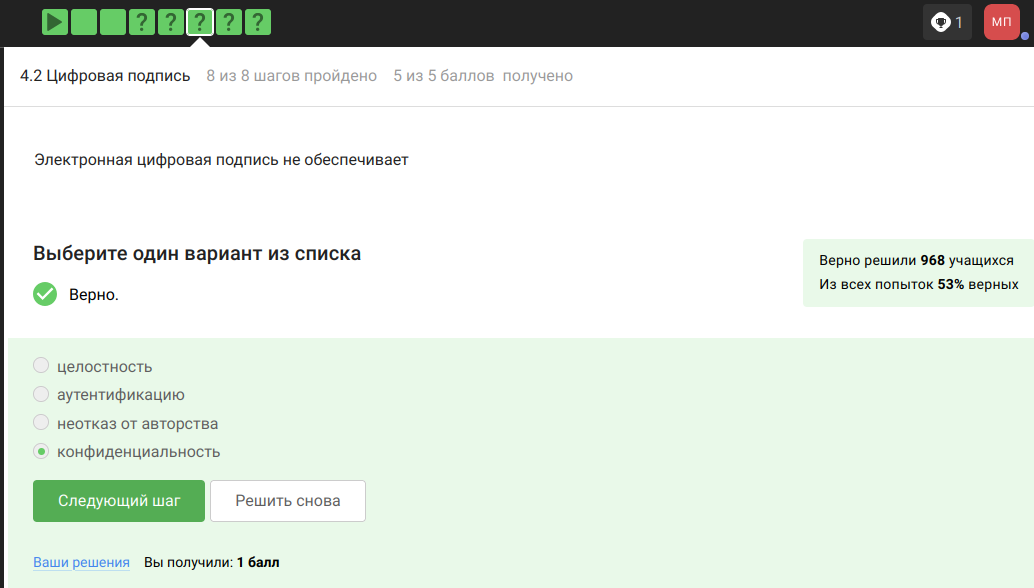 ? ? ? ? ? 1 МП
4.2 Цифровая подпись 8 из 8 шагов пройдено 5 из 5 баллов получено
Электронная цифровая подпись не обеспечивает
Выберите один вариант из списка
Верно.
Верно решили 968 учащихся
Из всех попыток 53% верных
целостность
аутентификацию
неотказ от авторства
конфиденциальность
Следующий шаг Решить снова
Ваши решения Вы получили: 1 балл